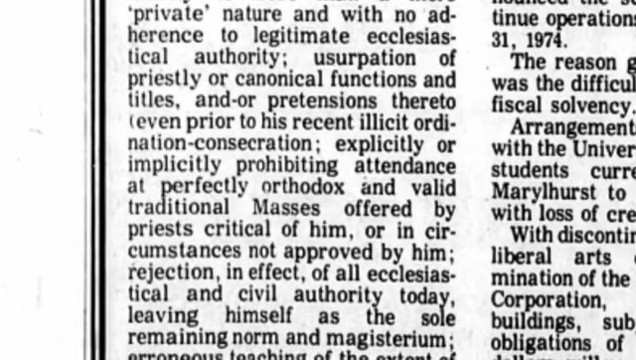 'private' nature and with no ad-
herence to legitimate ecclesias-
tical authority; usurpation of
priestly or canonical functions and
titles, and-or pretensions thereto
(even prior to his recent illicit ordi-
nation-consecration; explicitly or
implicitly prohibiting attendance
at perfectly orthodox and valid
traditional Masses offered by
priests critical of him, or in cir-
cumstances not approved by him;
rejection, in effect, of all ecclesias-
tical and civil authority today,
leaving himself as the sole
remaining norm and magisterium;
erroneous teaching of the extent of
tinue operations
31, 1974.
The reason
was the difficul
fiscal solvency.
Arrangement
with the Univer
students curre
Marylhurst to
with loss of cre
With discontin
liberal arts
mination of the
Corporation,
buildings, sub
obligations of